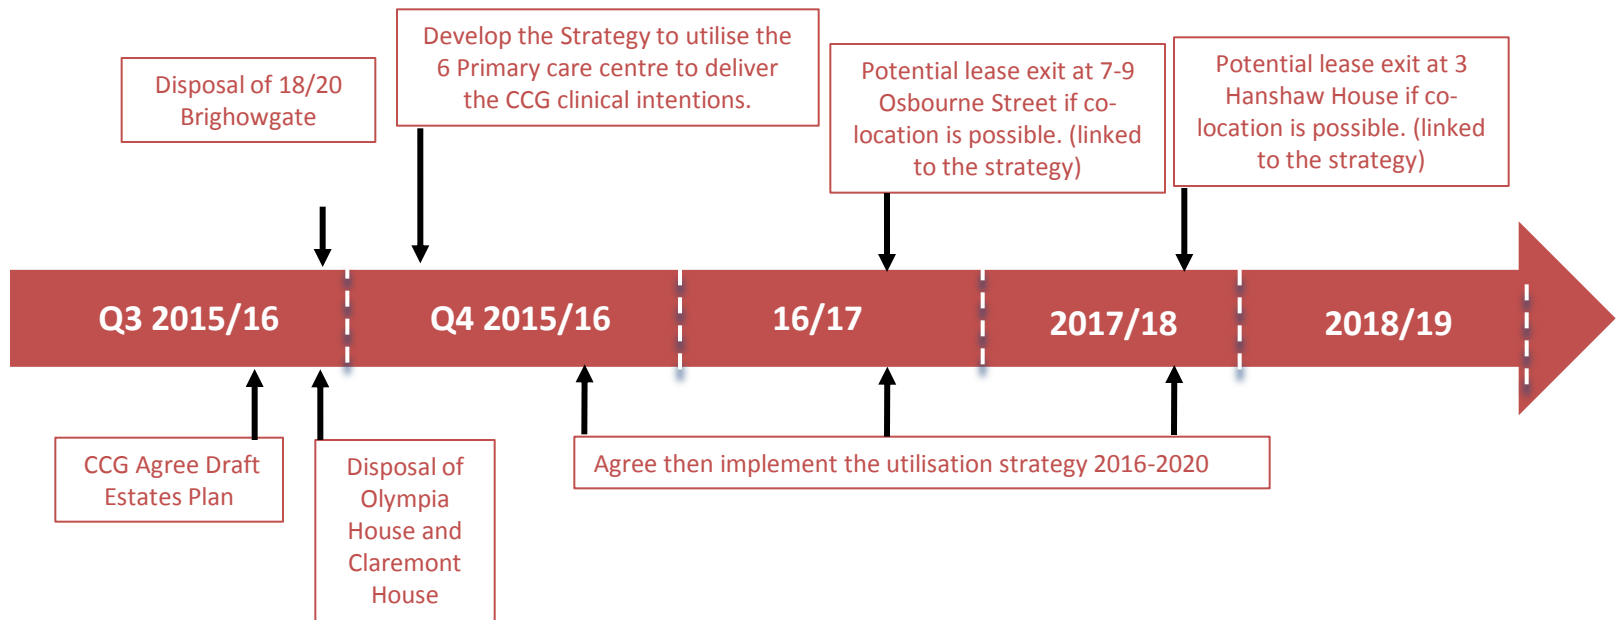 Disposal of 18/20
Brighowgate
Develop the Strategy to utilise the
6 Primary care centre to deliver
the CCG clinical intentions.
Potential lease exit at 7-9
Osbourne Street if co-
location is possible. (linked
to the strategy)
Potential lease exit at 3
Hanshaw House if co-
location is possible. (linked
to the strategy)
Q3 2015/16
Q4 2015/16
16/17
2017/18
2018/19
CCG Agree Draft
Estates Plan
Disposal of
Olympia
House and
Claremont
House
Agree then implement the utilisation strategy 2016-2020